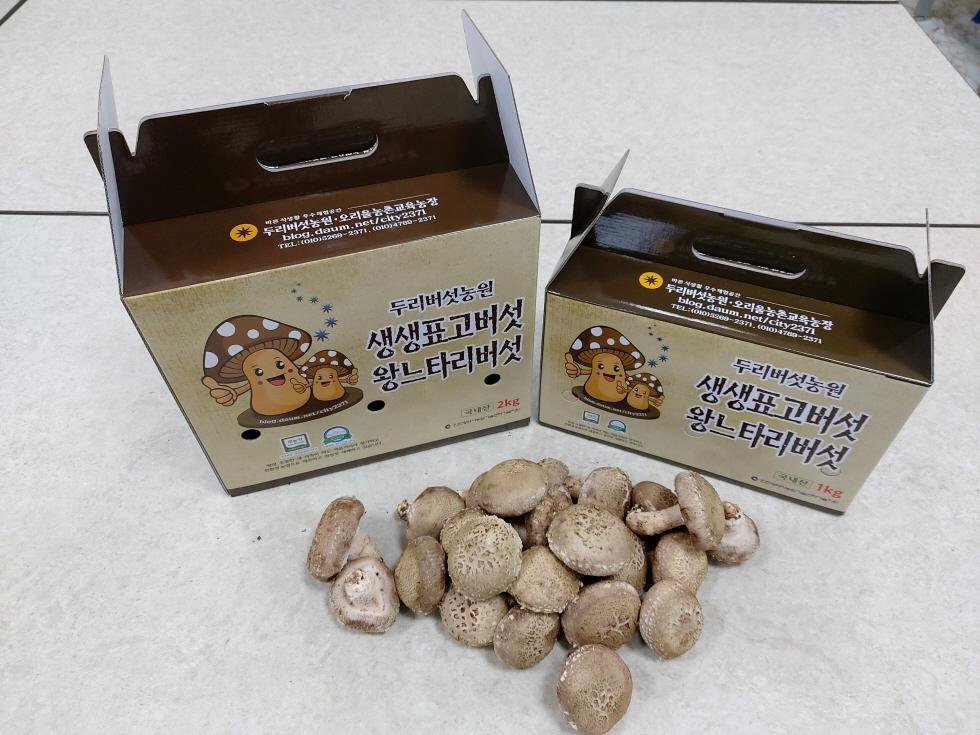 바른 식생활 우수체험공간
두리버섯농원·오리올농촌교육농장
blog.daum.net/city2371
TEL:(010)5269-2371, (010)4769-2371
두리버섯농원
생생표고버섯
왕느타리버섯
blog.daum.net/city2371
국내산 2kg
바른 식생활 우수체험공간
두리버섯농원·오리올농촌교육농장
blog.daum.net/city2371
TEL:(010)5269-2371, (010)4769-2371
두리버섯농원
생생표고버섯
왕느타리버섯
국내산 1kg